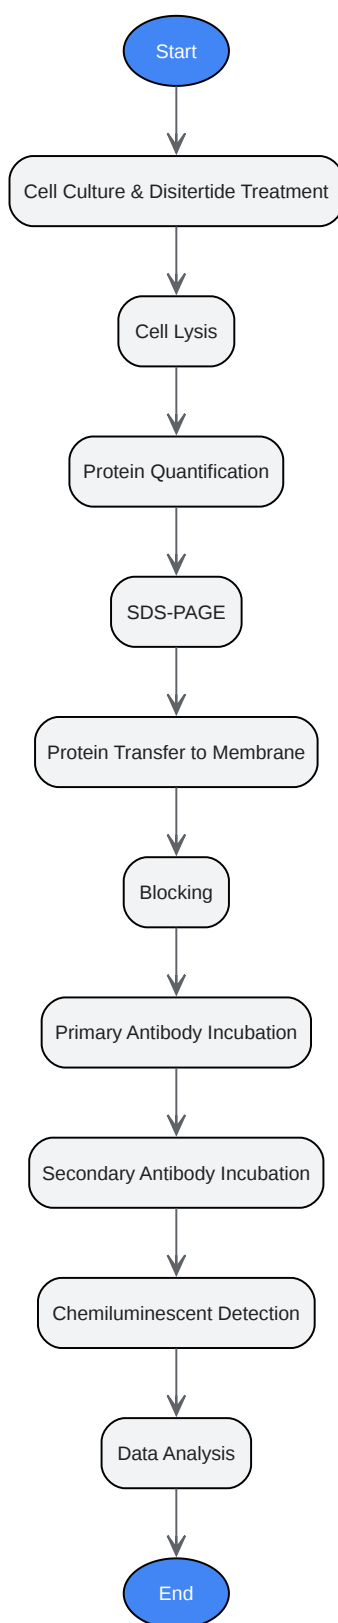 Start
Cell Culture & Disitertide Treatment
Cell Lysis
Protein Quantification
SDS-PAGE
Protein Transfer to Membrane
Blocking
Primary Antibody Incubation
Secondary Antibody Incubation
Chemiluminescent Detection
Data Analysis
End